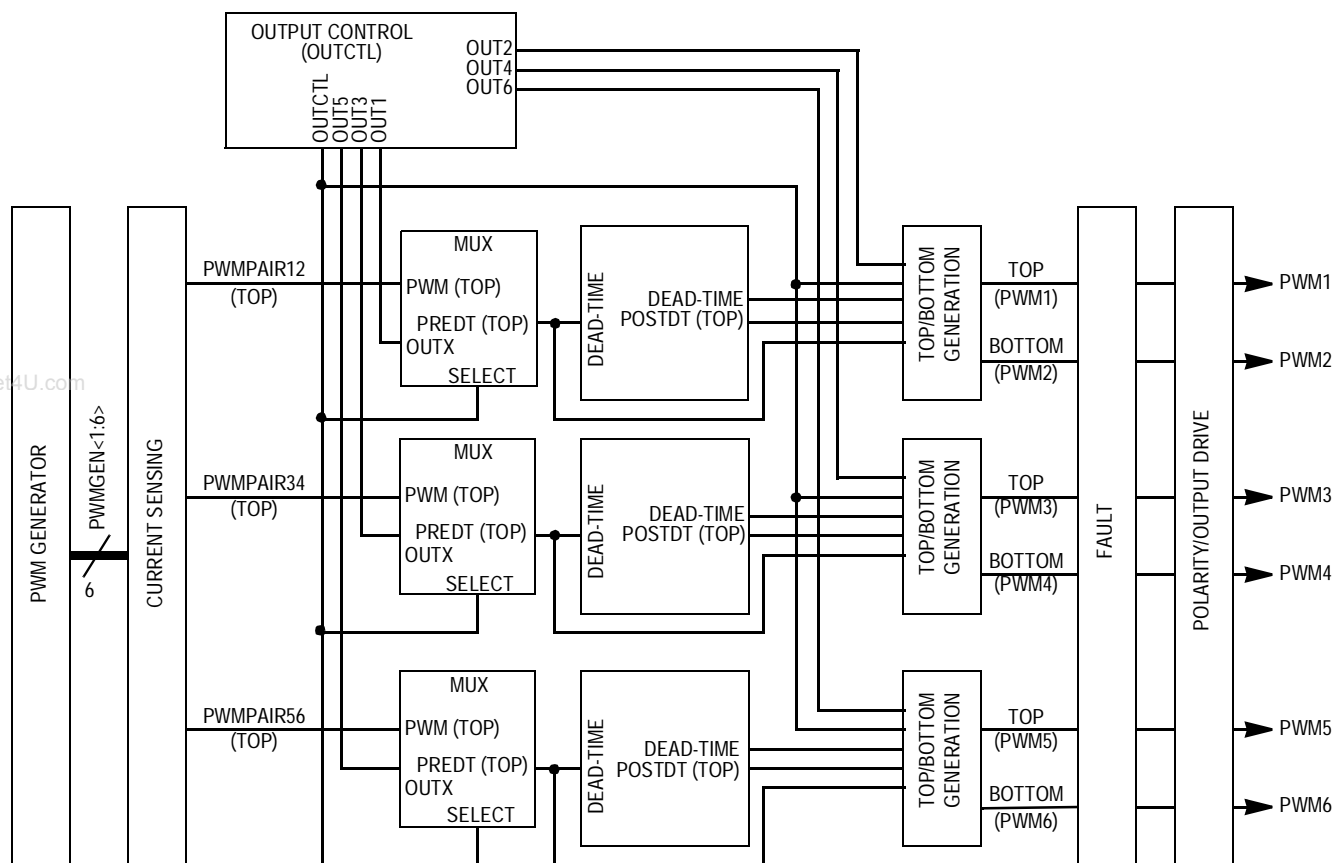 OUTPUT CONTROL
(OUTCTL)
OUT2
OUT4
OUT6
OUTCTL
OUT5
OUT3
OUT1
PWM GENERATOR
PWMGEN<1:6>
6
CURRENT SENSING
PWMPAIR12
(TOP)
MUX
PWM (TOP)
PREDT (TOP)
OUTX
SELECT
DEAD-TIME
DEAD-TIME
POSTDT (TOP)
TOP/BOTTOM
GENERATION
TOP
(PWM1)
BOTTOM
(PWM2)
PWMPAIR34
(TOP)
MUX
PWM (TOP)
PREDT (TOP)
OUTX
SELECT
DEAD-TIME
DEAD-TIME
POSTDT (TOP)
TOP/BOTTOM
GENERATION
TOP
(PWM3)
BOTTOM
(PWM4)
PWMPAIR56
(TOP)
MUX
PWM (TOP)
PREDT (TOP)
OUTX
SELECT
DEAD-TIME
DEAD-TIME
POSTDT (TOP)
TOP/BOTTOM
GENERATION
TOP
(PWM5)
BOTTOM
(PWM6)
FAULT
POLARITY/OUTPUT DRIVE
PWM1
PWM2
PWM3
PWM4
PWM5
PWM6
et4U.com